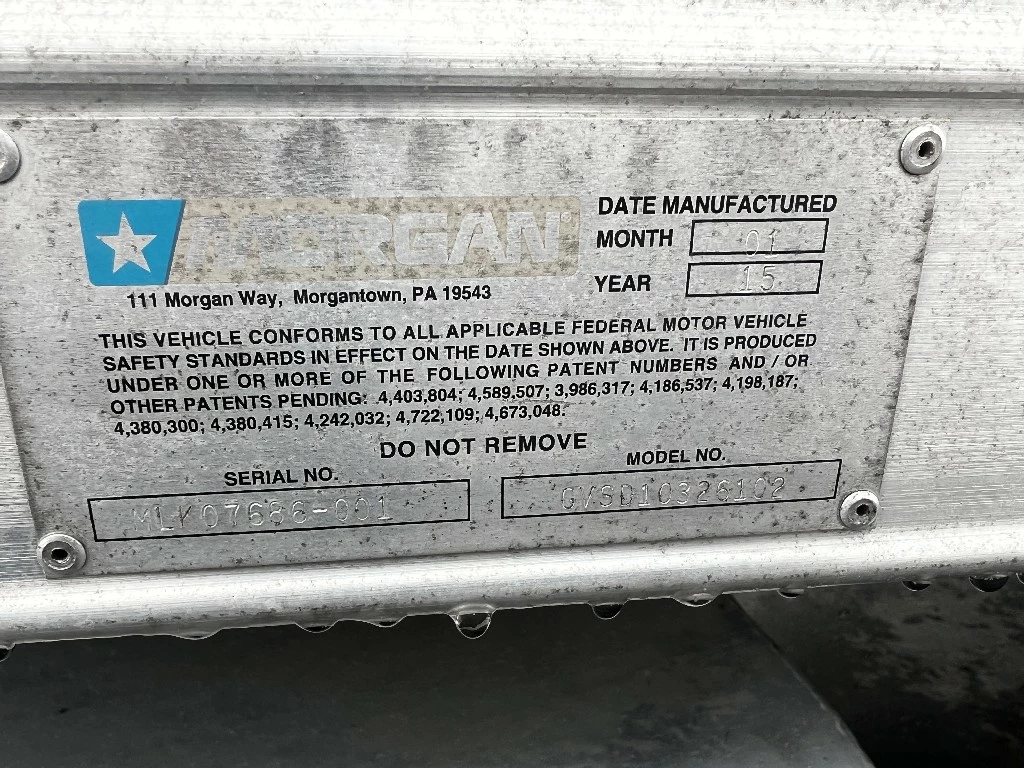 MORGAN®
111 Morgan Way, Morgantown, PA 19543
DATE MANUFACTURED
MONTH 01
YEAR 15
THIS VEHICLE CONFORMS TO ALL APPLICABLE FEDERAL MOTOR VEHICLE
SAFETY STANDARDS IN EFFECT ON THE DATE SHOWN ABOVE. IT IS PRODUCED
UNDER ONE OR MORE OF THE FOLLOWING PATENT NUMBERS AND / OR
OTHER PATENTS PENDING: 4,403,804; 4,589,507; 3,986,317; 4,186,537; 4,198,187;
4,380,300; 4,380,415; 4,242,032; 4,722,109; 4,673,048.
DO NOT REMOVE
SERIAL NO.
MLK07686-001
MODEL NO.
GVSD10326102